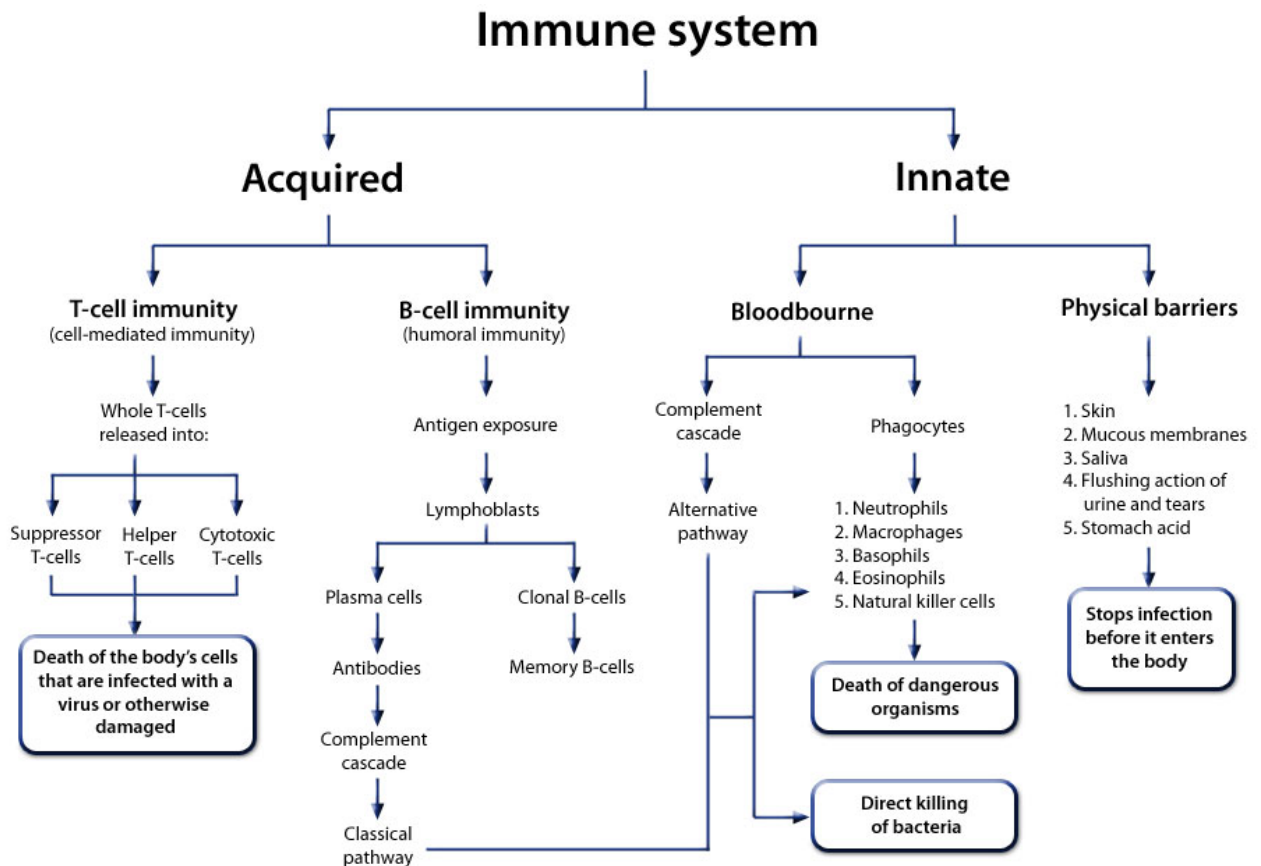 Immune system
Acquired
Innate
T-cell immunity
(cell-mediated immunity)
B-cell immunity
(humoral immunity)
Bloodbourne
Physical barriers
Whole T-cells
released into:
Antigen exposure
Complement
cascade
Phagocytes
1. Skin
2. Mucous membranes
3. Saliva
4. Flushing action of
urine and tears
5. Stomach acid
Suppressor
T-cells
Helper
T-cells
Cytotoxic
T-cells
Lymphoblasts
Alternative
pathway
1. Neutrophils
2. Macrophages
3. Basophils
4. Eosinophils
5. Natural killer cells
Plasma cells
Clonal B-cells
Stops infection
before it enters
the body
Death of the body's cells
that are infected with a
virus or otherwise
damaged
Antibodies
Memory B-cells
Death of dangerous
organisms
Complement
cascade
Direct killing
of bacteria
Classical
pathway